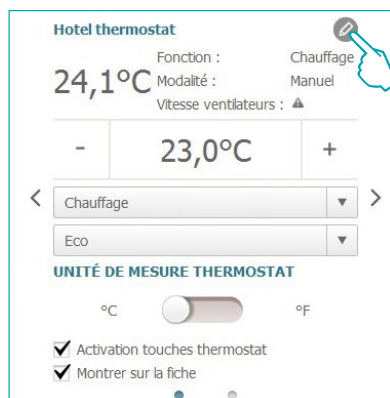 Hotel thermostat
24,1°C
Fonction : Chauffage
Modalité : Manuel
Vitesse ventilateurs :
- 23,0°C +
Chauffage
Eco
UNITÉ DE MESURE THERMOSTAT
°C °F
Activation touches thermostat
Montrer sur la fiche